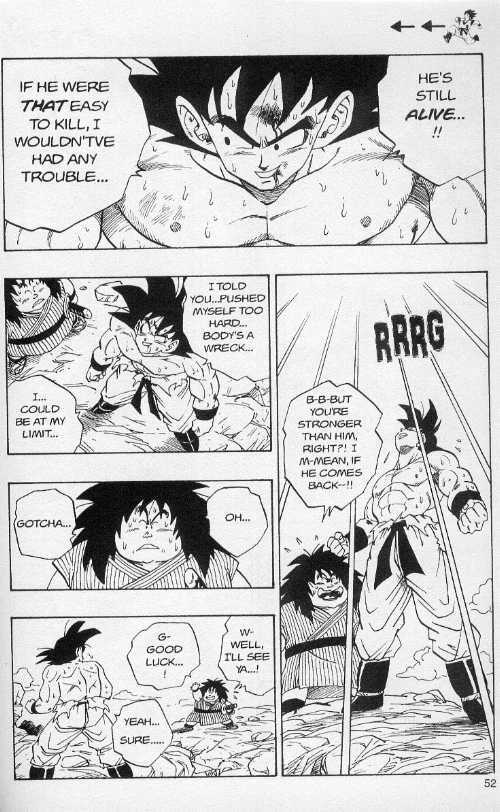 HE'S
STILL
ALIVE...
!!
IF HE WERE
THAT EASY
TO KILL, I
WOULDN'TVE
HAD ANY
TROUBLE...
RRRG
B-B-BUT
YOU'RE
STRONGER
THAN HIM,
RIGHT?! I
M-MEAN, IF
HE COMES
BACK--!!
I TOLD
YOU...PUSHED
MYSELF TOO
HARD...
BODY'S A
WRECK...
I...
COULD
BE AT MY
LIMIT...
OH...
GOTCHA...
W-
WELL,
I'LL SEE
YA...!
G-
GOOD
LUCK...
!
YEAH...
SURE.....
52